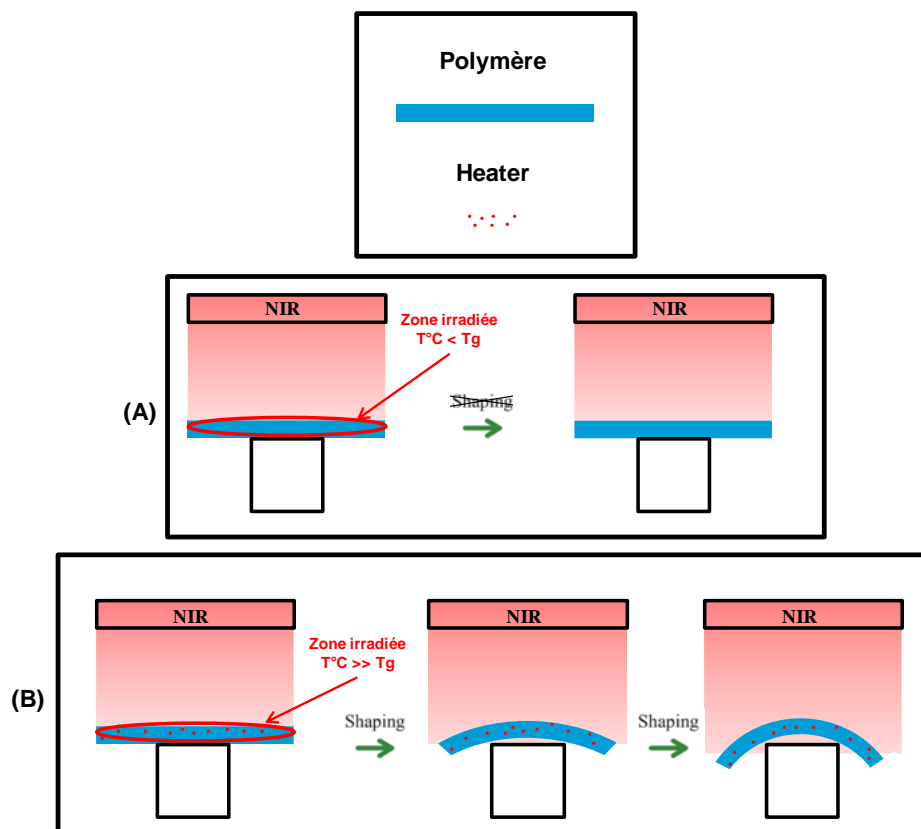 Polymère
Heater
NIR
NIR
Zone irradiée
T°C < Tg
(A)
Shaping
NIR
NIR
NIR
Zone irradiée
T°C >> Tg
(B)
Shaping
Shaping